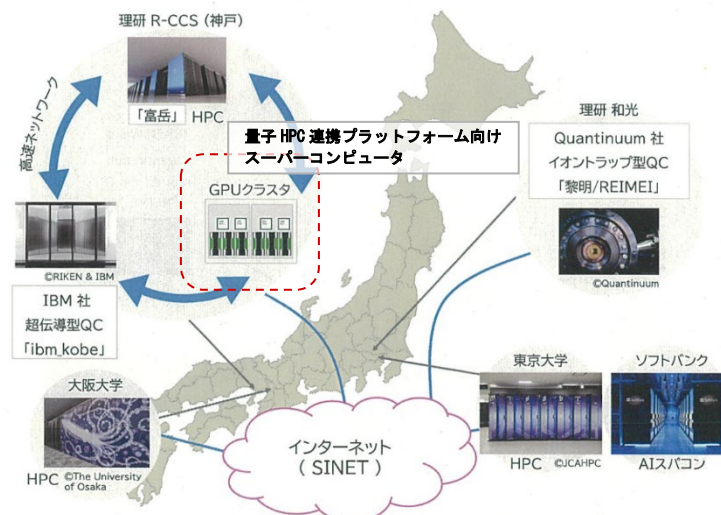 理研 R-CCS (神戸)
高速ネットワーク
「富岳」 HPC
量子 HPC 連携プラットフォーム向け
スーパーコンピュータ
GPUクラスタ
©RIKEN & IBM
IBM 社
超伝導型QC
「ibm_kobe」
理研 和光
Quantinuum 社
イオントラップ型QC
「黎明/REIMEI」
©Quantinuum
大阪大学
HPC ©The University
of Osaka
インターネット
( SINET )
東京大学
HPC ©JCAHPC
ソフトバンク
AIスパコン